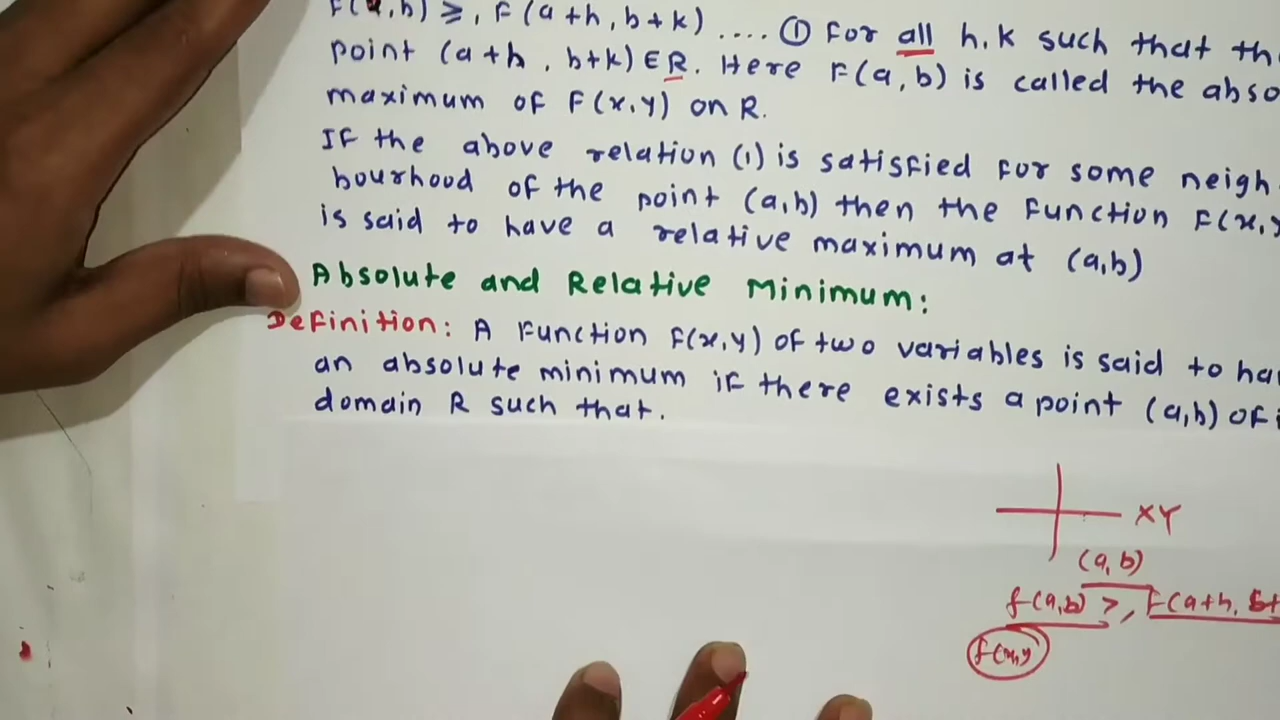 F(a,b) ≥, F(a+h, b+k) .... ① For all h.k such that th
point (a+h, b+k) ∈ R. Here F(a,b) is called the abso
maximum of F(x,y) on R.
IF the above relation (1) is satisfied for some neigh-
bourhood of the point (a,b) then the Function F(x,y
is said to have a relative maximum at (a,b)
Absolute and Relative Minimum:
Definition: A Function F(x,y) of two variables is said to ha
an absolute minimum if there exists a point (a,b) of i
domain R such that.
XY
(a,b)
f(a,b) >, F(a+h, b+
f(x,y)